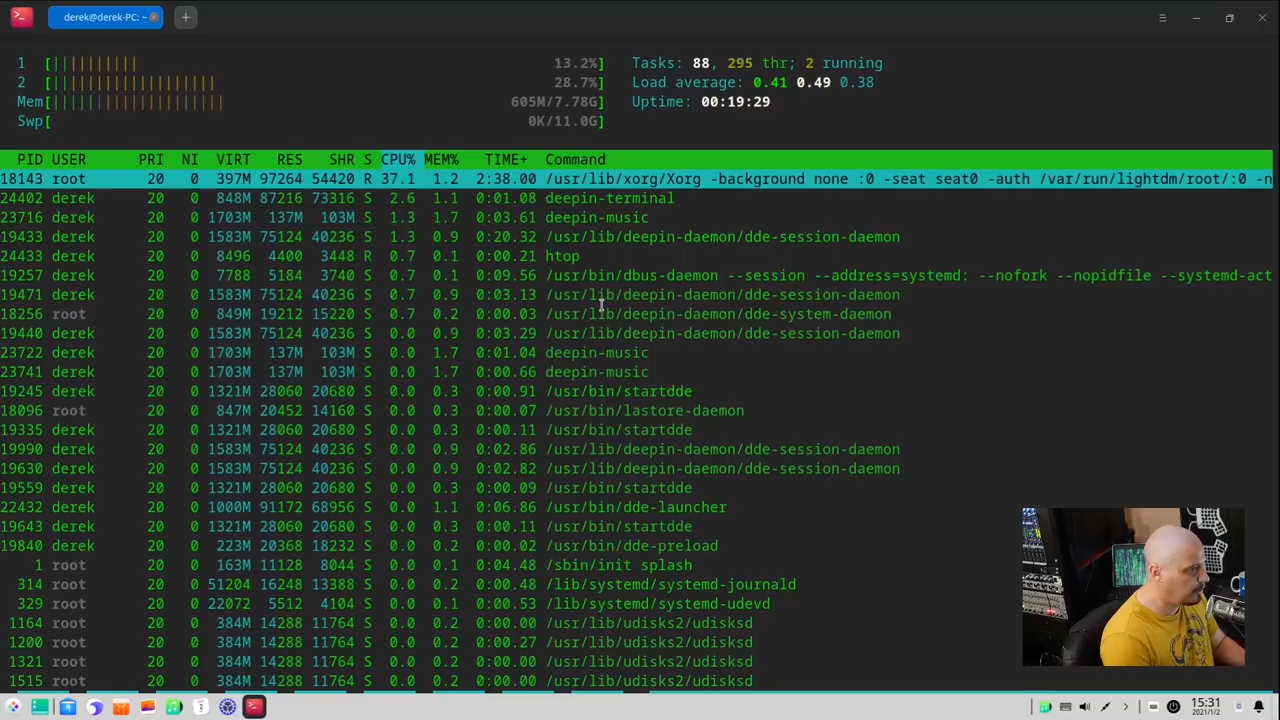 derek@derek-PC: ~
1 [||||||||| 13.2%] Tasks: 88, 295 thr; 2 running
2 [||||||||||||||||||| 28.7%] Load average: 0.41 0.49 0.38
Mem[|||||||||||||||||||| 605M/7.78G] Uptime: 00:19:29
Swp[ 0K/11.0G]
PID USER PRI NI VIRT RES SHR S CPU% MEM% TIME+ Command
18143 root 20 0 397M 97264 54420 R 37.1 1.2 2:38.00 /usr/lib/xorg/Xorg -background none :0 -seat seat0 -auth /var/run/lightdm/root/:0 -n
24402 derek 20 0 848M 87216 73316 S 2.6 1.1 0:01.08 deepin-terminal
23716 derek 20 0 1703M 137M 103M S 1.3 1.7 0:03.61 deepin-music
19433 derek 20 0 1583M 75124 40236 S 1.3 0.9 0:20.32 /usr/lib/deepin-daemon/dde-session-daemon
24433 derek 20 0 8496 4400 3448 R 0.7 0.1 0:00.21 htop
19257 derek 20 0 7788 5184 3740 S 0.7 0.1 0:09.56 /usr/bin/dbus-daemon --session --address=systemd: --nofork --nopidfile --systemd-act
19471 derek 20 0 1583M 75124 40236 S 0.7 0.9 0:03.13 /usr/lib/deepin-daemon/dde-session-daemon
18256 root 20 0 849M 19212 15220 S 0.7 0.2 0:00.03 /usr/lib/deepin-daemon/dde-system-daemon
19440 derek 20 0 1583M 75124 40236 S 0.0 0.9 0:03.29 /usr/lib/deepin-daemon/dde-session-daemon
23722 derek 20 0 1703M 137M 103M S 0.0 1.7 0:01.04 deepin-music
23741 derek 20 0 1703M 137M 103M S 0.0 1.7 0:00.66 deepin-music
19245 derek 20 0 1321M 28060 20680 S 0.0 0.3 0:00.91 /usr/bin/startdde
18096 root 20 0 847M 20452 14160 S 0.0 0.3 0:00.07 /usr/bin/lastore-daemon
19335 derek 20 0 1321M 28060 20680 S 0.0 0.3 0:00.11 /usr/bin/startdde
19990 derek 20 0 1583M 75124 40236 S 0.0 0.9 0:02.86 /usr/lib/deepin-daemon/dde-session-daemon
19630 derek 20 0 1583M 75124 40236 S 0.0 0.9 0:02.82 /usr/lib/deepin-daemon/dde-session-daemon
19559 derek 20 0 1321M 28060 20680 S 0.0 0.3 0:00.09 /usr/bin/startdde
22432 derek 20 0 1000M 91172 68956 S 0.0 1.1 0:06.86 /usr/bin/dde-launcher
19643 derek 20 0 1321M 28060 20680 S 0.0 0.3 0:00.11 /usr/bin/startdde
19840 derek 20 0 223M 20368 18232 S 0.0 0.2 0:00.02 /usr/bin/dde-preload
1 root 20 0 163M 11128 8044 S 0.0 0.1 0:04.48 /sbin/init splash
314 root 20 0 51204 16248 13388 S 0.0 0.2 0:00.48 /lib/systemd/systemd-journald
329 root 20 0 22072 5512 4104 S 0.0 0.1 0:00.53 /lib/systemd/systemd-udevd
1164 root 20 0 384M 14288 11764 S 0.0 0.2 0:00.00 /usr/lib/udisks2/udisksd
1200 root 20 0 384M 14288 11764 S 0.0 0.2 0:00.27 /usr/lib/udisks2/udisksd
1321 root 20 0 384M 14288 11764 S 0.0 0.2 0:00.00 /usr/lib/udisks2/udisksd
1515 root 20 0 384M 14288 11764 S 0.0 0.2 0:00.00 /usr/lib/udisks2/udisksd
15:31
2021/1/2